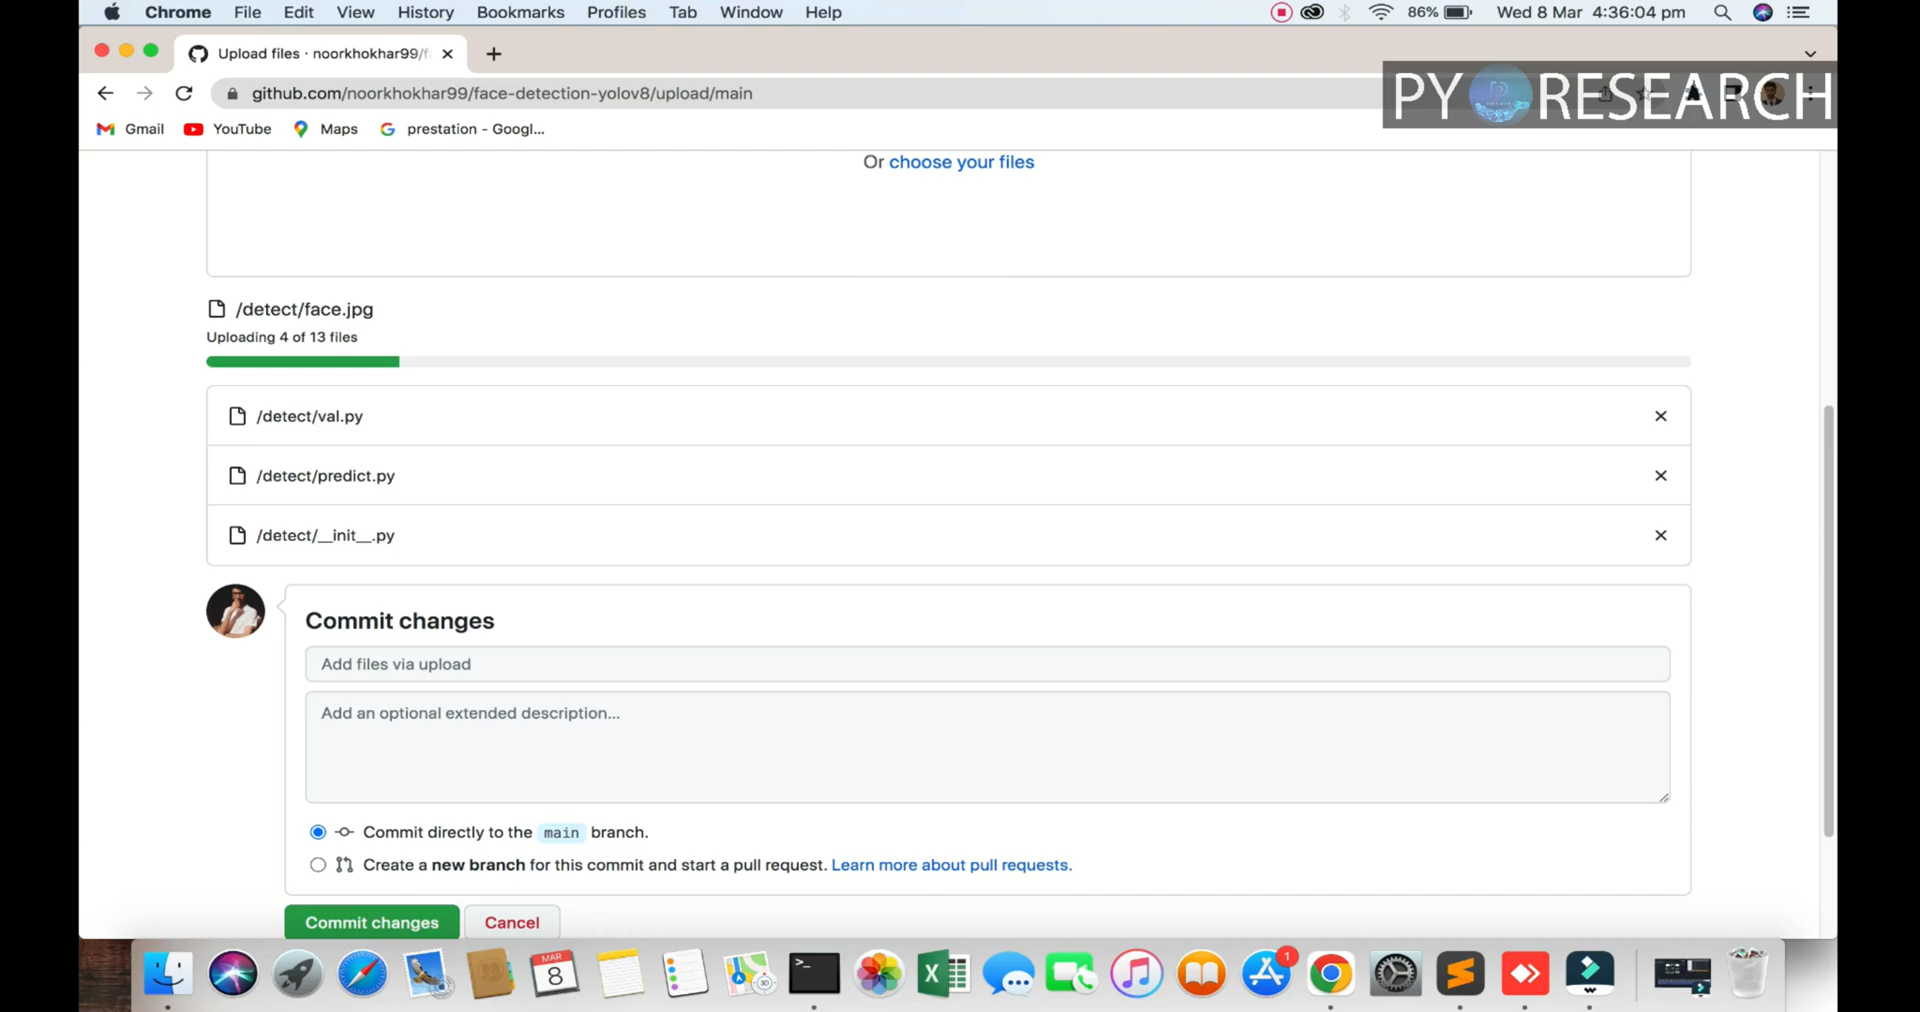 Chrome File Edit View History Bookmarks Profiles Tab Window Help 86% Wed 8 Mar 4:36:04 pm
Upload files · noorkhokhar99/f
github.com/noorkhokhar99/face-detection-yolov8/upload/main
PY RESEARCH
Gmail YouTube Maps prestation - Googl...
Or choose your files
/detect/face.jpg
Uploading 4 of 13 files
/detect/val.py
/detect/predict.py
/detect/__init__.py
Commit changes
Add files via upload
Add an optional extended description...
Commit directly to the main branch.
Create a new branch for this commit and start a pull request. Learn more about pull requests.
Commit changes Cancel
MAR
8
1